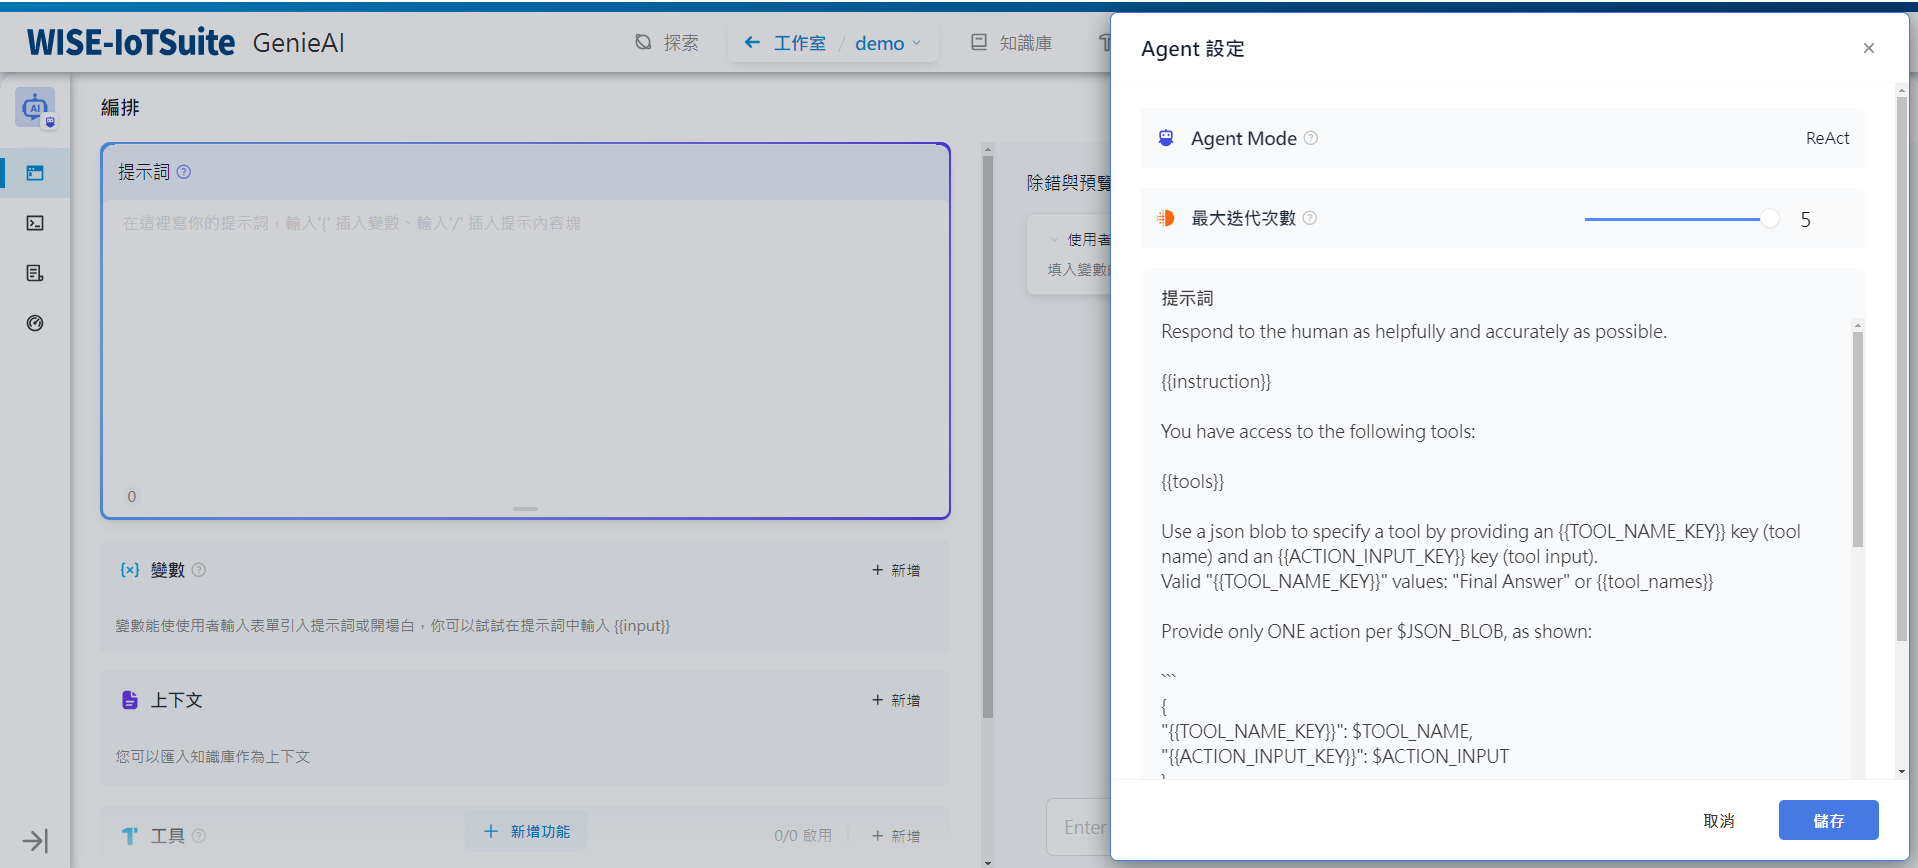 WISE-IoTSuite GenieAI
探索
工作室 / demo
知識庫
編排
提示詞
在這裡寫你的提示詞，輸入'{' 插入變數、輸入'/' 插入提示內容塊
0
變數
+ 新增
變數能使使用者輸入表單引入提示詞或開場白，你可以試試在提示詞中輸入 {{input}}
上下文
+ 新增
您可以匯入知識庫作為上下文
工具
+ 新增功能
0/0 啟用
+ 新增
除錯與預覽
使用者
填入變數
Enter
Agent 設定
Agent Mode
ReAct
最大迭代次數
5
提示詞
Respond to the human as helpfully and accurately as possible.
{{instruction}}
You have access to the following tools:
{{tools}}
Use a json blob to specify a tool by providing an {{TOOL_NAME_KEY}} key (tool
name) and an {{ACTION_INPUT_KEY}} key (tool input).
Valid "{{TOOL_NAME_KEY}}" values: "Final Answer" or {{tool_names}}
Provide only ONE action per $JSON_BLOB, as shown:
```
{
"{{TOOL_NAME_KEY}}": $TOOL_NAME,
"{{ACTION_INPUT_KEY}}": $ACTION_INPUT
}
取消
儲存